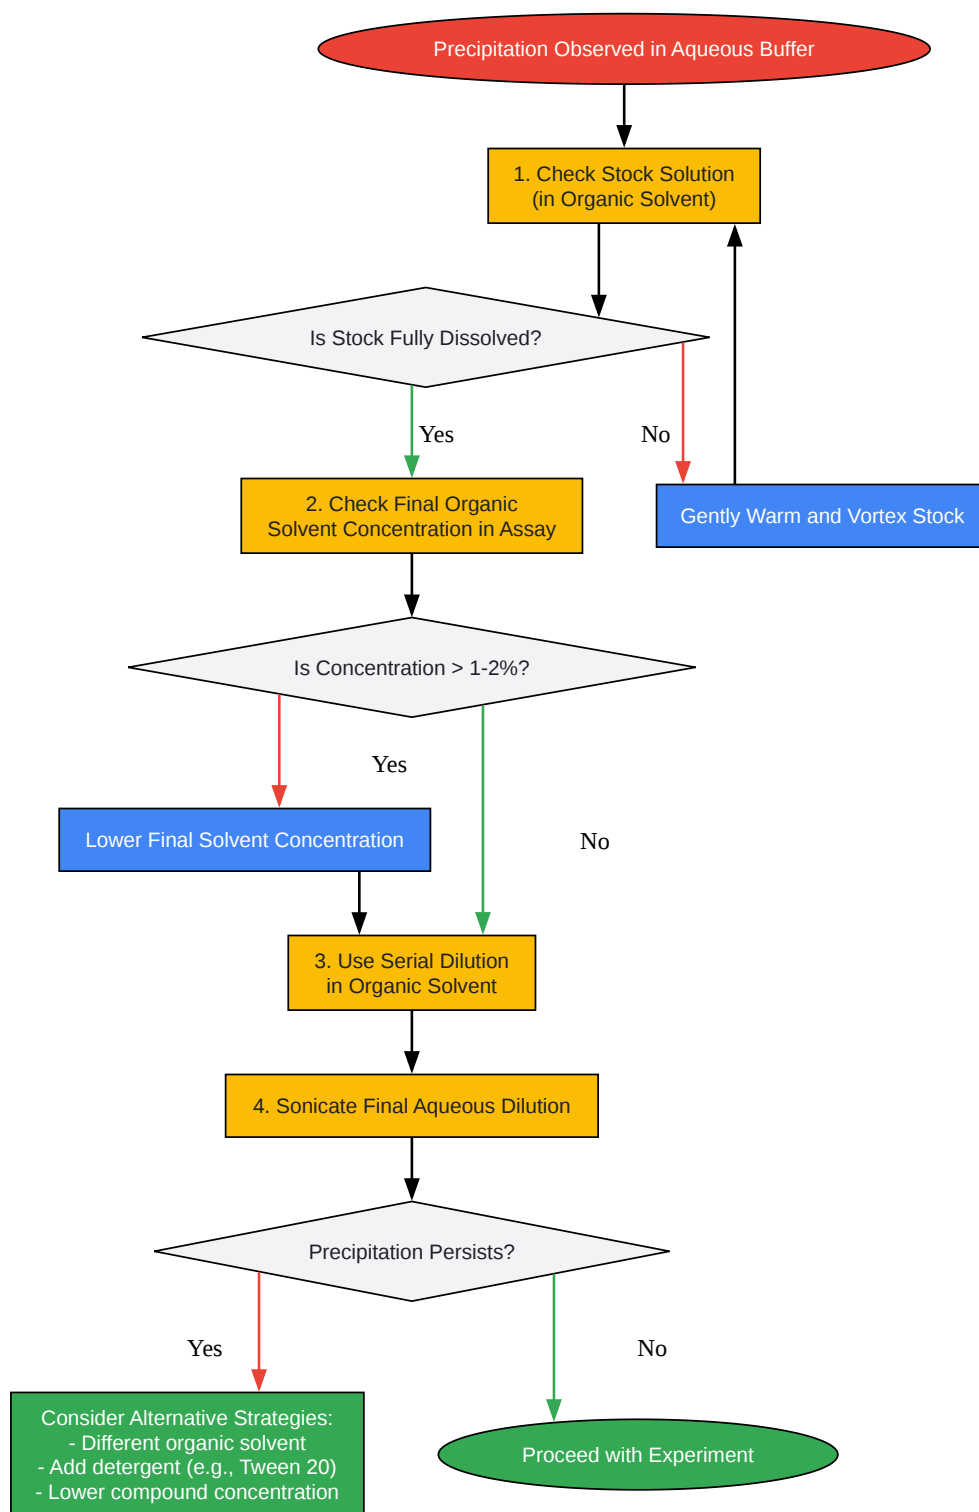 Precipitation Observed in Aqueous Buffer
1. Check Stock Solution
(in Organic Solvent)
Is Stock Fully Dissolved?
Yes
No
2. Check Final Organic
Solvent Concentration in Assay
Gently Warm and Vortex Stock
Is Concentration > 1-2%?
Yes
No
Lower Final Solvent Concentration
3. Use Serial Dilution
in Organic Solvent
4. Sonicate Final Aqueous Dilution
Precipitation Persists?
Yes
No
Consider Alternative Strategies:
- Different organic solvent
- Add detergent (e.g., Tween 20)
- Lower compound concentration
Proceed with Experiment